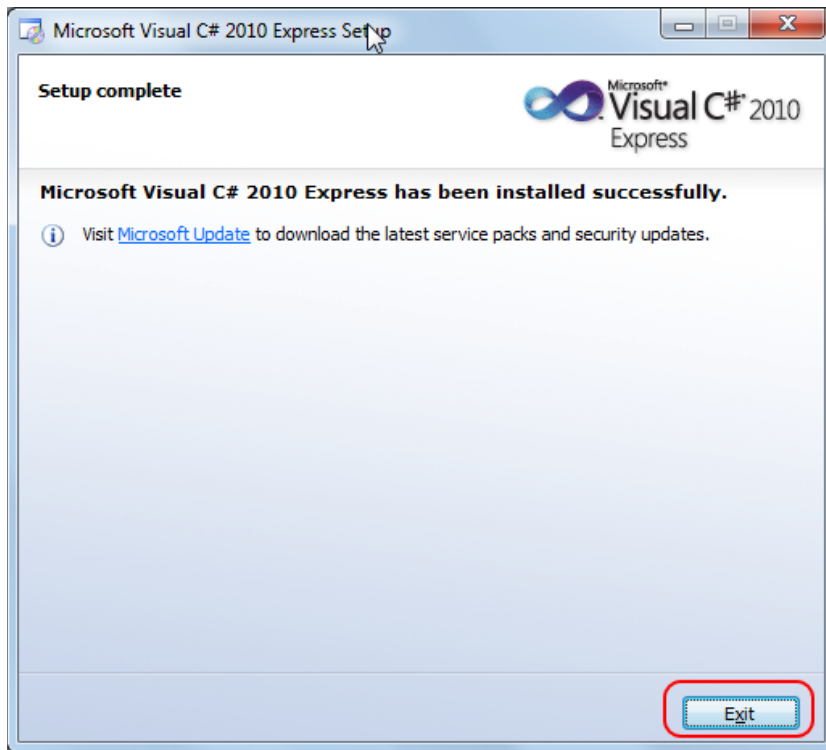 Microsoft Visual C# 2010 Express Setup
Setup complete
Microsoft®
Visual C#® 2010
Express
Microsoft Visual C# 2010 Express has been installed successfully.
Visit Microsoft Update to download the latest service packs and security updates.
Exit